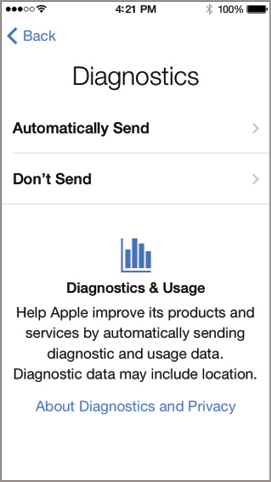 4:21 PM 100%
Back
Diagnostics
Automatically Send
Don’t Send
Diagnostics & Usage
Help Apple improve its products and
services by automatically sending
diagnostic and usage data.
Diagnostic data may include location.
About Diagnostics and Privacy